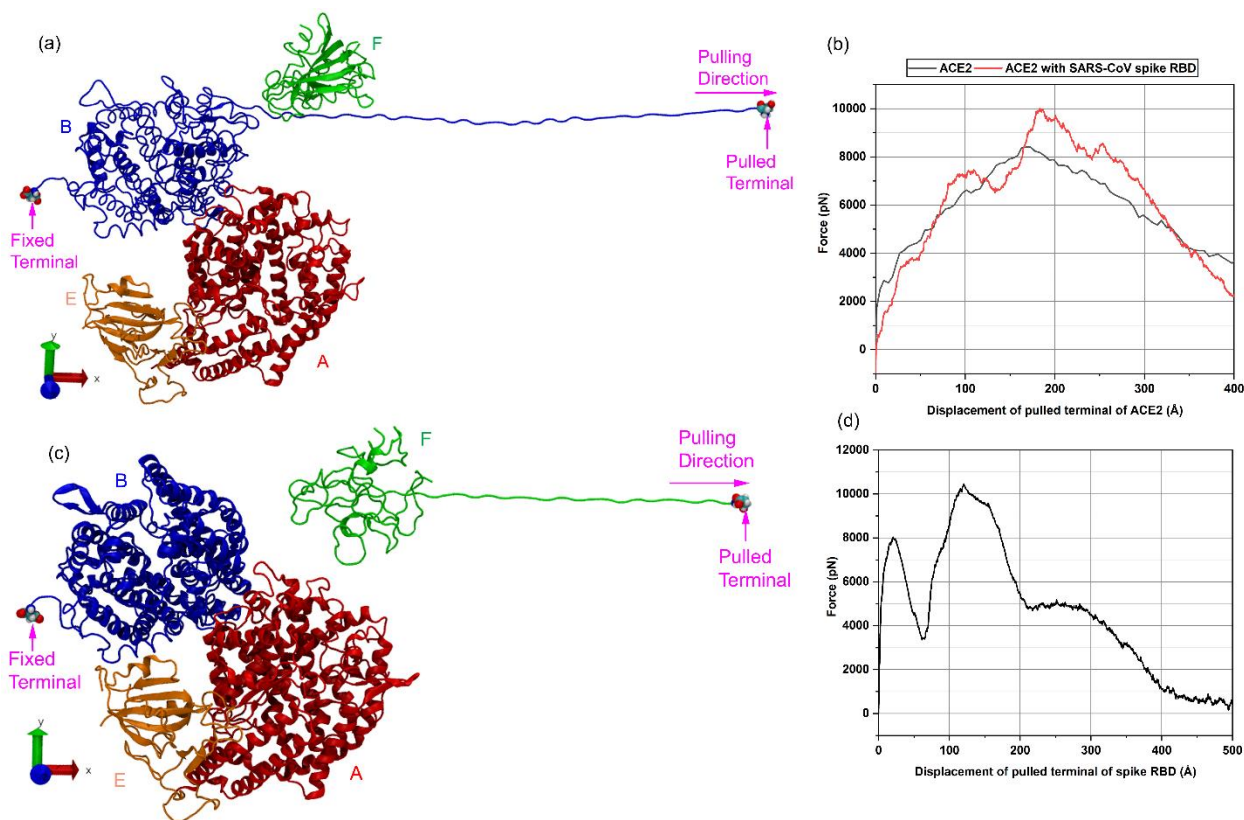 (a)
F
Pulling
Direction
B
Pulled
Terminal
Fixed
Terminal
E
A
y
x
(b)
ACE2
ACE2 with SARS-CoV spike RBD
10000
8000
6000
4000
2000
0
Force (pN)
0
100
200
300
400
Displacement of pulled terminal of ACE2 (Å)
(c)
F
Pulling
Direction
B
Pulled
Terminal
Fixed
Terminal
E
A
y
x
(d)
12000
10000
8000
6000
4000
2000
0
Force (pN)
0
100
200
300
400
500
Displacement of pulled terminal of spike RBD (Å)